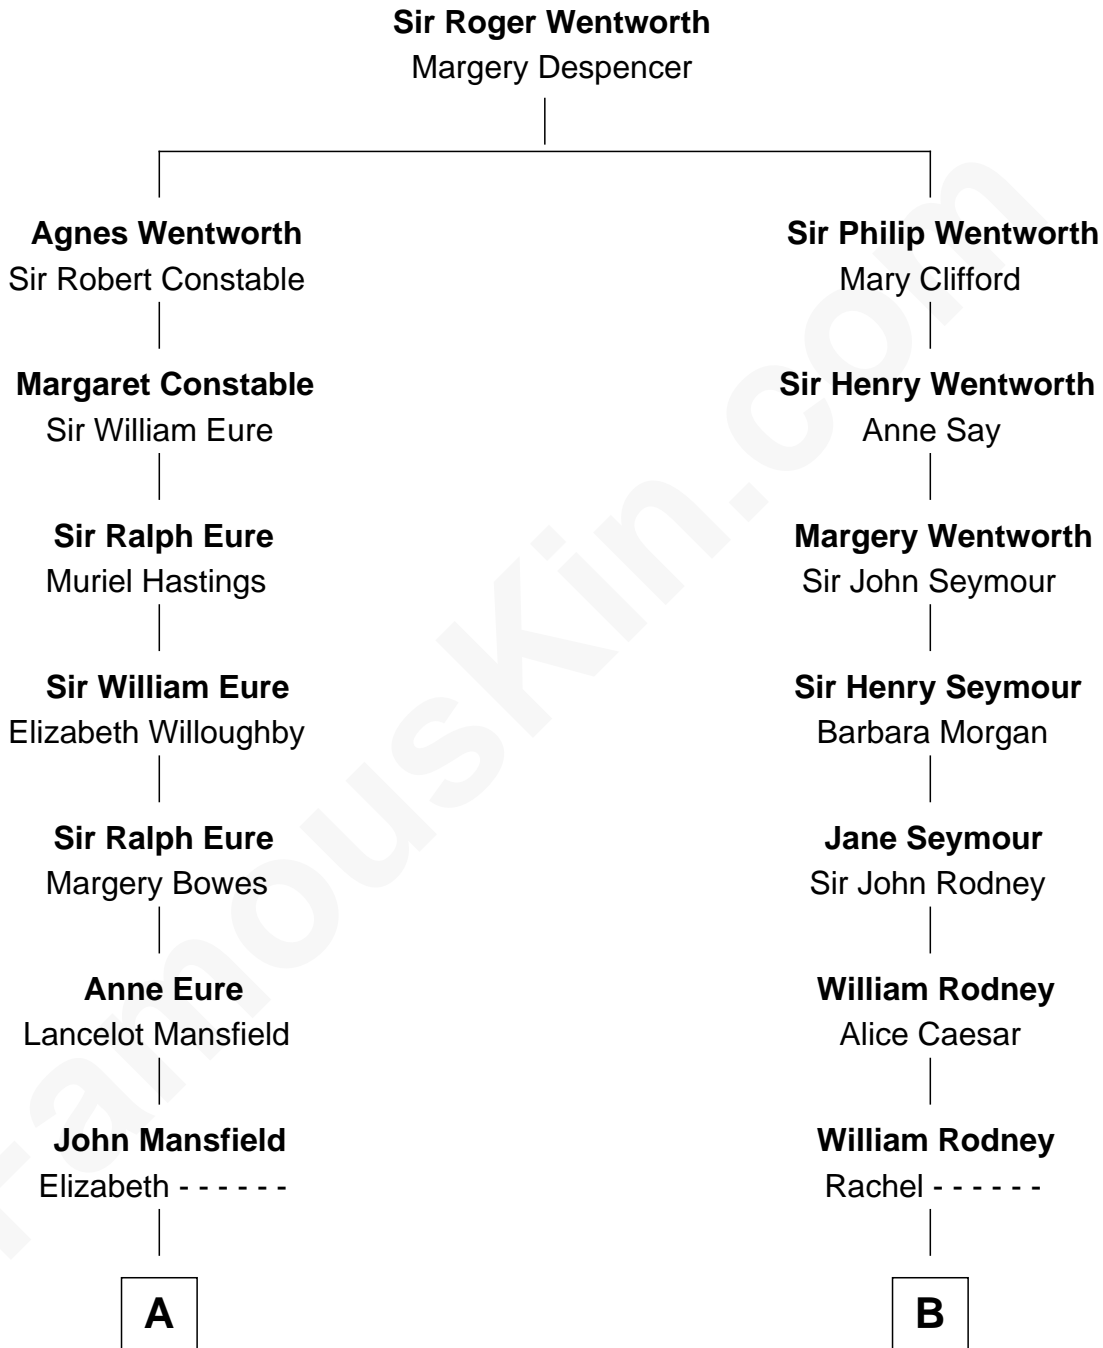 Sir Roger Wentworth
Margery Despencer
Agnes Wentworth
Sir Robert Constable
Margaret Constable
Sir William Eure
Sir Ralph Eure
Muriel Hastings
Sir William Eure
Elizabeth Willoughby
Sir Ralph Eure
Margery Bowes
Anne Eure
Lancelot Mansfield
John Mansfield
Elizabeth - - - - - -
A
Sir Philip Wentworth
Mary Clifford
Sir Henry Wentworth
Anne Say
Margery Wentworth
Sir John Seymour
Sir Henry Seymour
Barbara Morgan
Jane Seymour
Sir John Rodney
William Rodney
Alice Caesar
William Rodney
Rachel - - - - - -
B
FamousKin.com